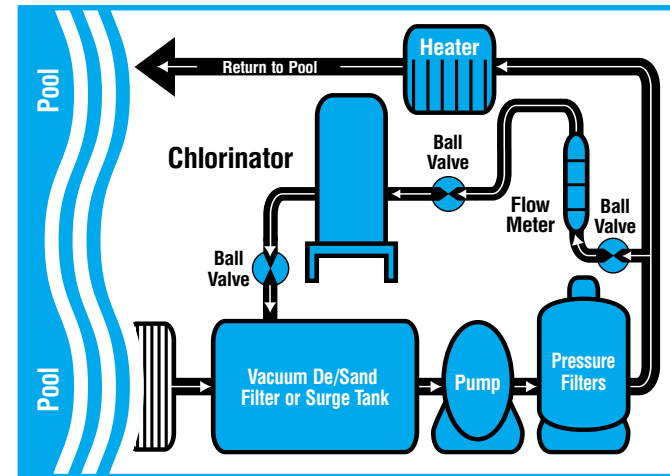 Pool
Heater
Return to Pool
Chlorinator
Ball
Valve
Flow
Meter
Ball
Valve
Ball
Valve
Pool
Vacuum De/Sand
Filter or Surge Tank
Pump
Pressure
Filters